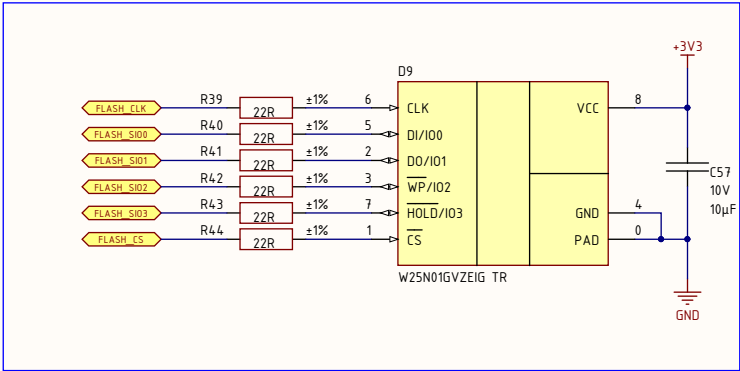 +3V3
D9
FLASH_CLK R39 22R ±1% 6 CLK VCC 8
FLASH_SIO0 R40 22R ±1% 5 DI/IO0
FLASH_SIO1 R41 22R ±1% 2 DO/IO1
FLASH_SIO2 R42 22R ±1% 3 WP/IO2
FLASH_SIO3 R43 22R ±1% 7 HOLD/IO3 GND 4
FLASH_CS R44 22R ±1% 1 CS PAD 0
C57
10V
10µF
W25N01GVZEIG TR
GND